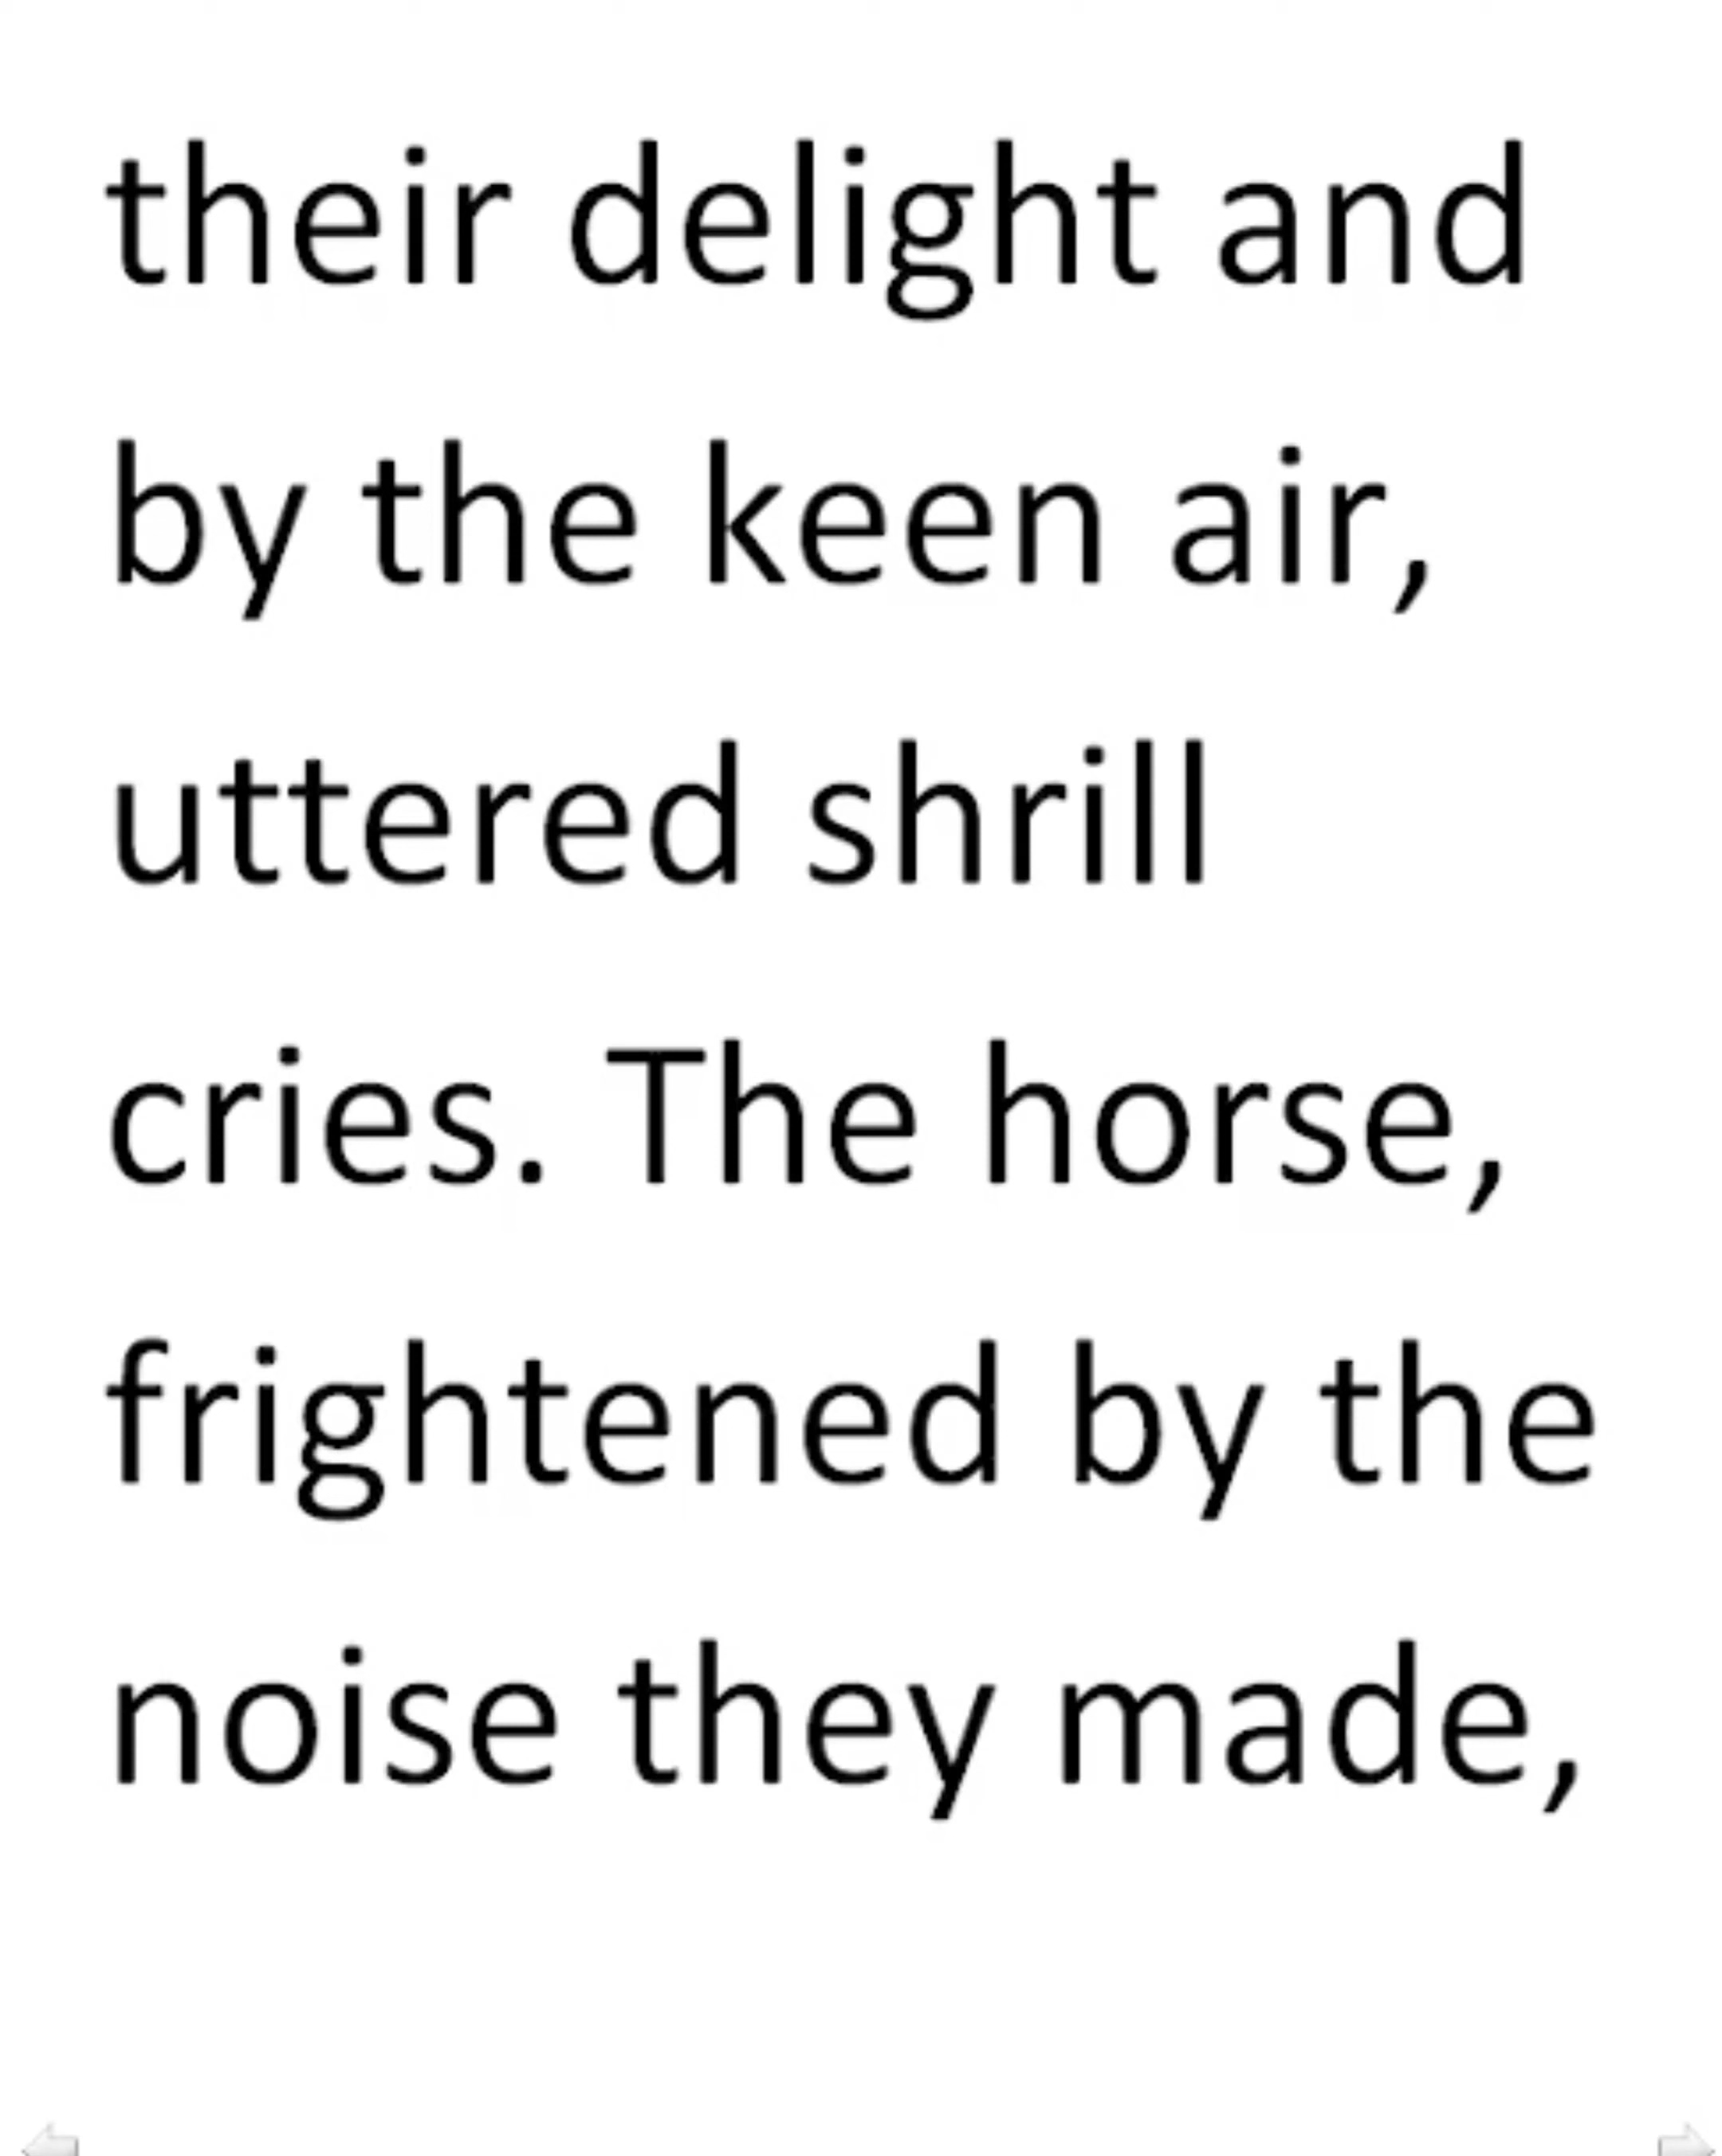 their delight and
by the keen air,
uttered shrill
cries. The horse,
frightened by the
noise they made,